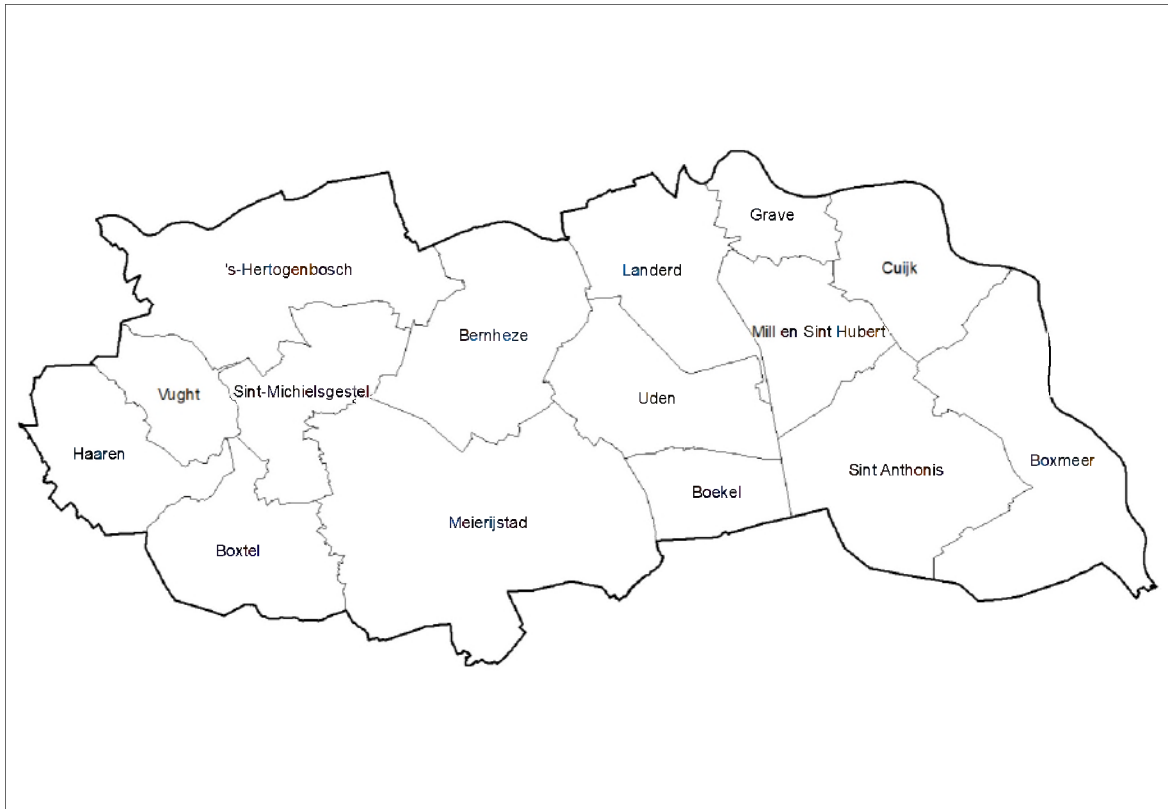 Grave
's-Hertogenbosch
Landerd
Cuijk
Bernheze
Mill en Sint Hubert
Vught
Sint-Michielsgestel
Uden
Haaren
Sint Anthonis
Boxmeer
Boekel
Meierijstad
Boxtel